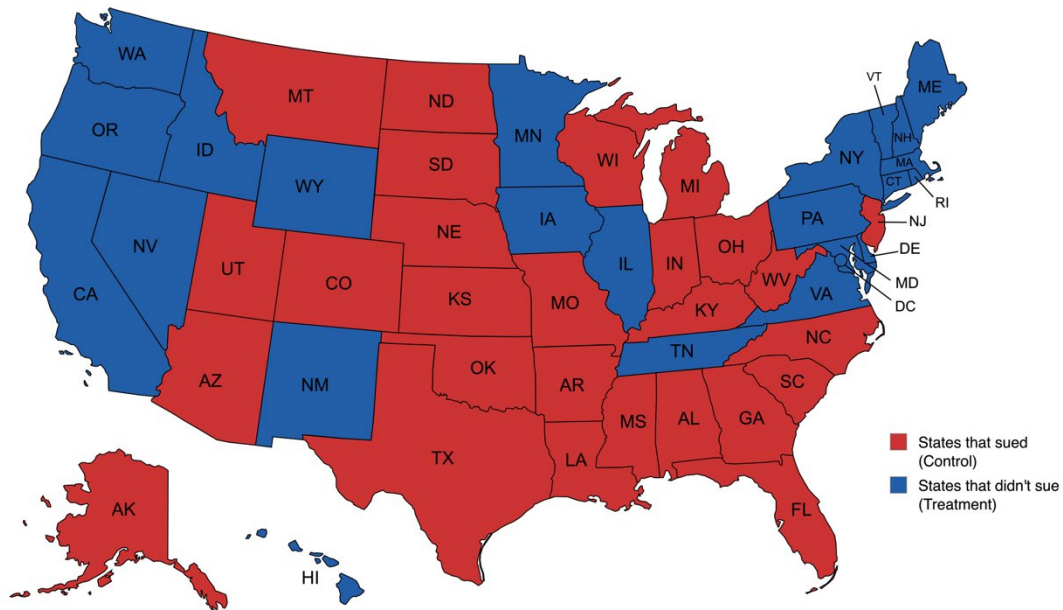 WA
MT
ND
MN
VT
ME
OR
ID
SD
WI
NY
NH
MA
WY
MI
CT
RI
IA
PA
NJ
NE
NV
IL
IN
OH
DE
UT
CO
WV
MD
CA
KS
MO
VA
DC
KY
NC
TN
AZ
NM
OK
AR
SC
MS
AL
GA
TX
LA
States that sued
(Control)
States that didn't sue
(Treatment)
AK
FL
HI